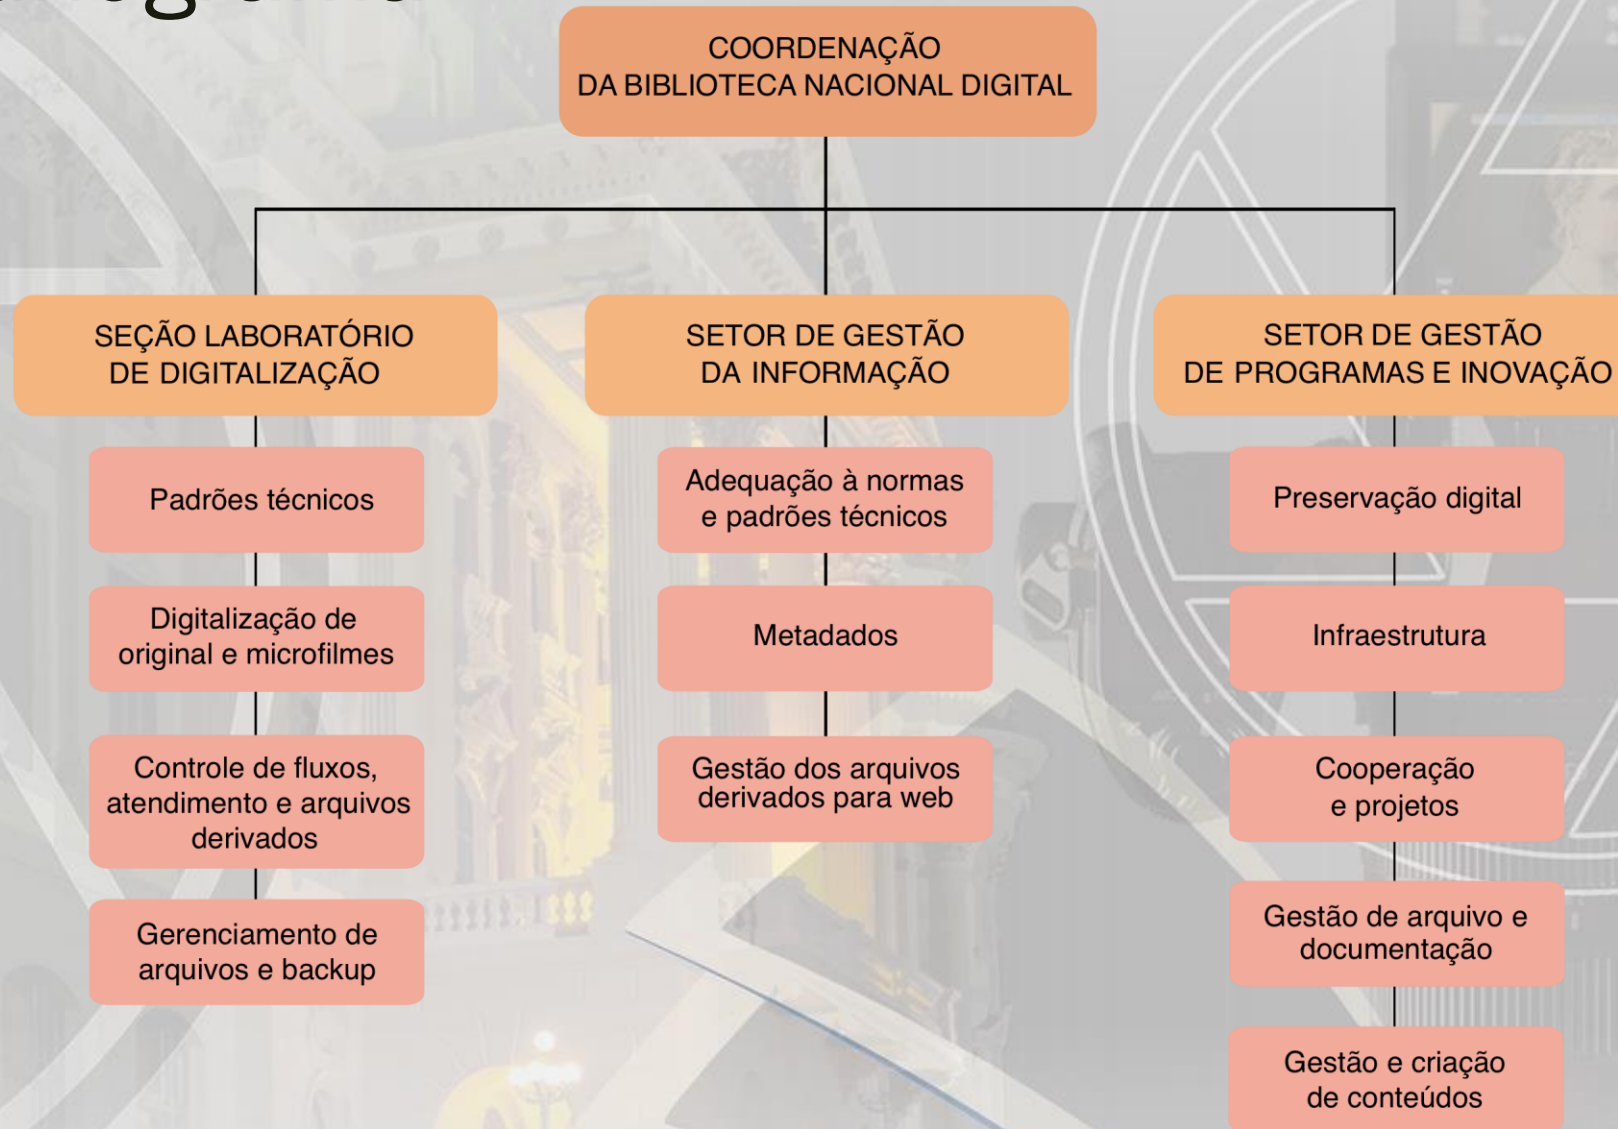 COORDENAÇÃO
DA BIBLIOTECA NACIONAL DIGITAL
SEÇÃO LABORATÓRIO
DE DIGITALIZAÇÃO
Padrões técnicos
Digitalização de
original e microfilmes
Controle de fluxos,
atendimento e arquivos
derivados
Gerenciamento de
arquivos e backup
SETOR DE GESTÃO
DA INFORMAÇÃO
Adequação à normas
e padrões técnicos
Metadados
Gestão dos arquivos
derivados para web
SETOR DE GESTÃO
DE PROGRAMAS E INOVAÇÃO
Preservação digital
Infraestrutura
Cooperação
e projetos
Gestão de arquivo e
documentação
Gestão e criação
de conteúdos